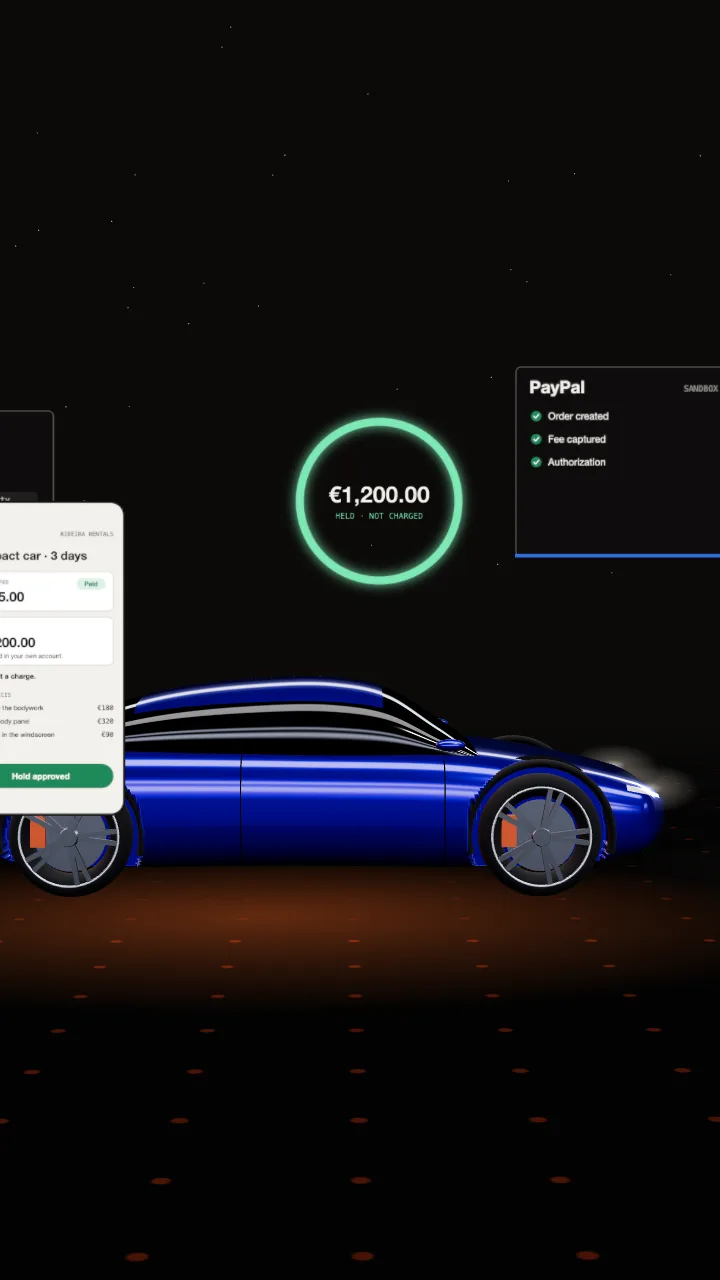 PayPal
SANDBOX
Order created
Fee captured
Authorization
€1,200.00
HELD · NOT CHARGED
RIBEIRA RENTALS
pact car · 3 days
Paid
5.00
200.00
d in your own account.
t a charge.
the bodywork €180
ody panel €320
in the windscreen €90
Hold approved